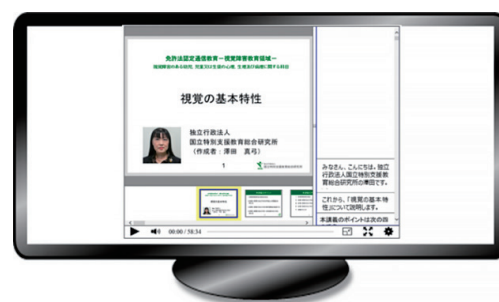 免許法認定通信教育－視覚障害教育領域－
視覚の基本特性
独立行政法人
国立特別支援教育総合研究所
（作成者：澤田 真弓）
1
みなさん、こんにちは。独立
行政法人国立特別支援教
育総合研究所の澤田です。
これから、「視覚の基本特
性」について説明します。
本講義のポイントは次の四
00:00 / 58:34